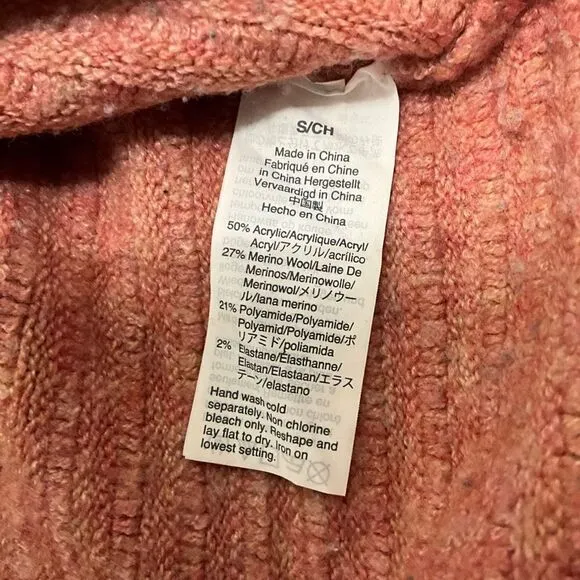 S/CH
Made in China
Fabriqué en Chine
in China Hergestellt
Vervaardigd in China
中国製
Hecho en China
50% Acrylic/Acrylique/Acryl/
Acryl/アクリル/acrílico
27% Merino Wool/Laine De
Merinos/Merinowolle/
Merinowol/メリノウー
ル/lana merino
21% Polyamide/Polyamide/
Polyamid/Polyamide/ポ
リアミド/poliamida
2% Elastane/Élasthanne/
Elastan/Elastaan/エラス
テーン/elastano
Hand wash cold
separately. Non chlorine
bleach only. Reshape and
lay flat to dry. Iron on
lowest setting.